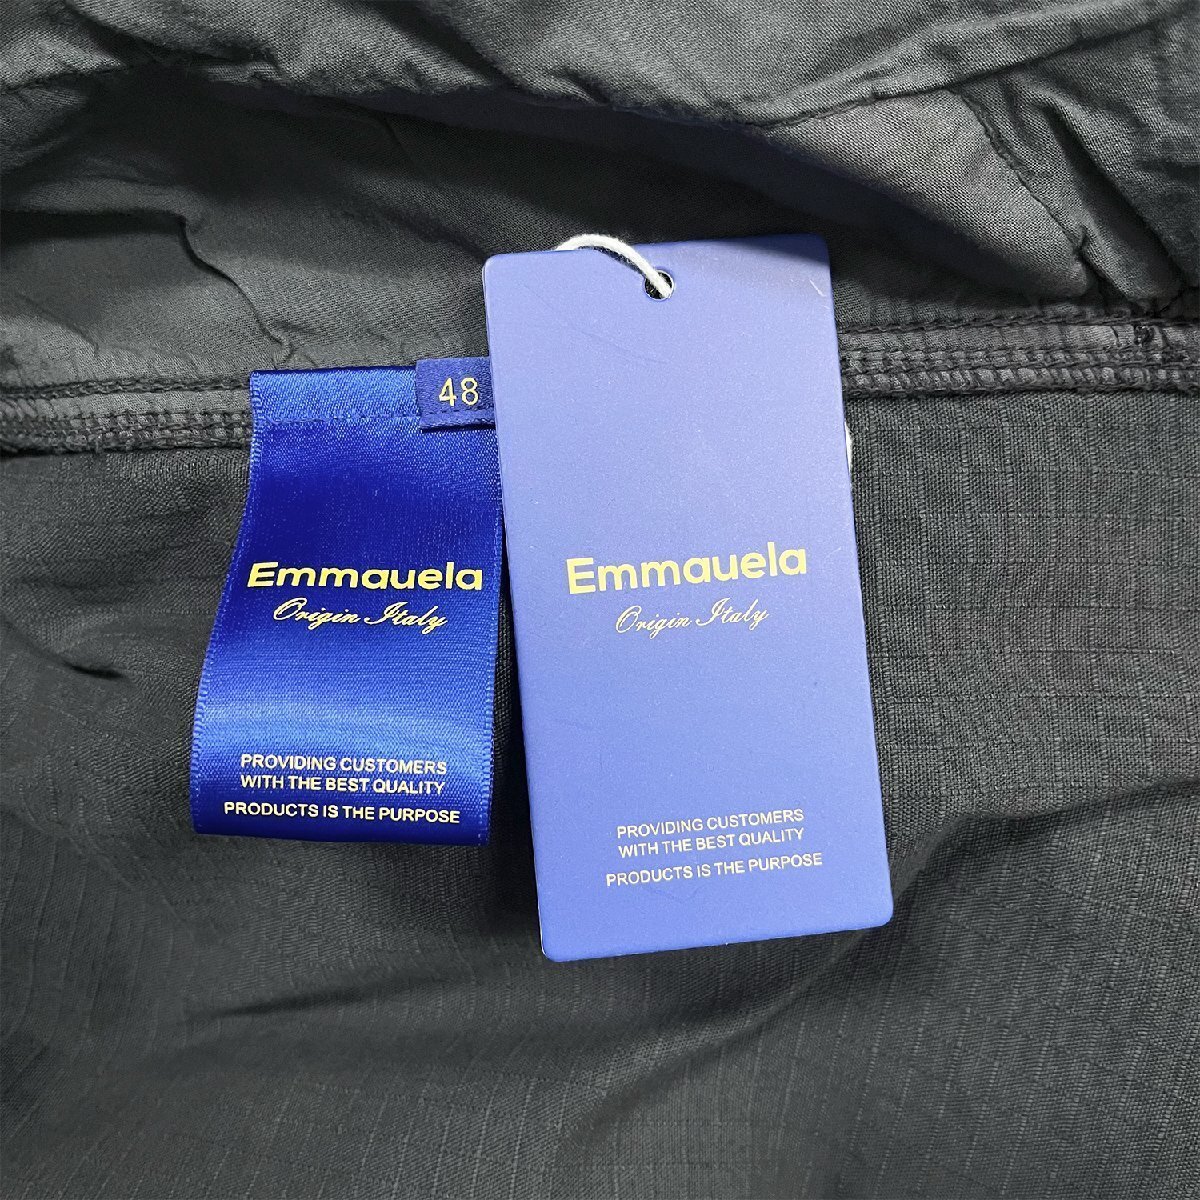 48
Emmauela
Origin Italy
PROVIDING CUSTOMERS
WITH THE BEST QUALITY
PRODUCTS IS THE PURPOSE
Emmauela
Origin Italy
PROVIDING CUSTOMERS
WITH THE BEST QUALITY
PRODUCTS IS THE PURPOSE